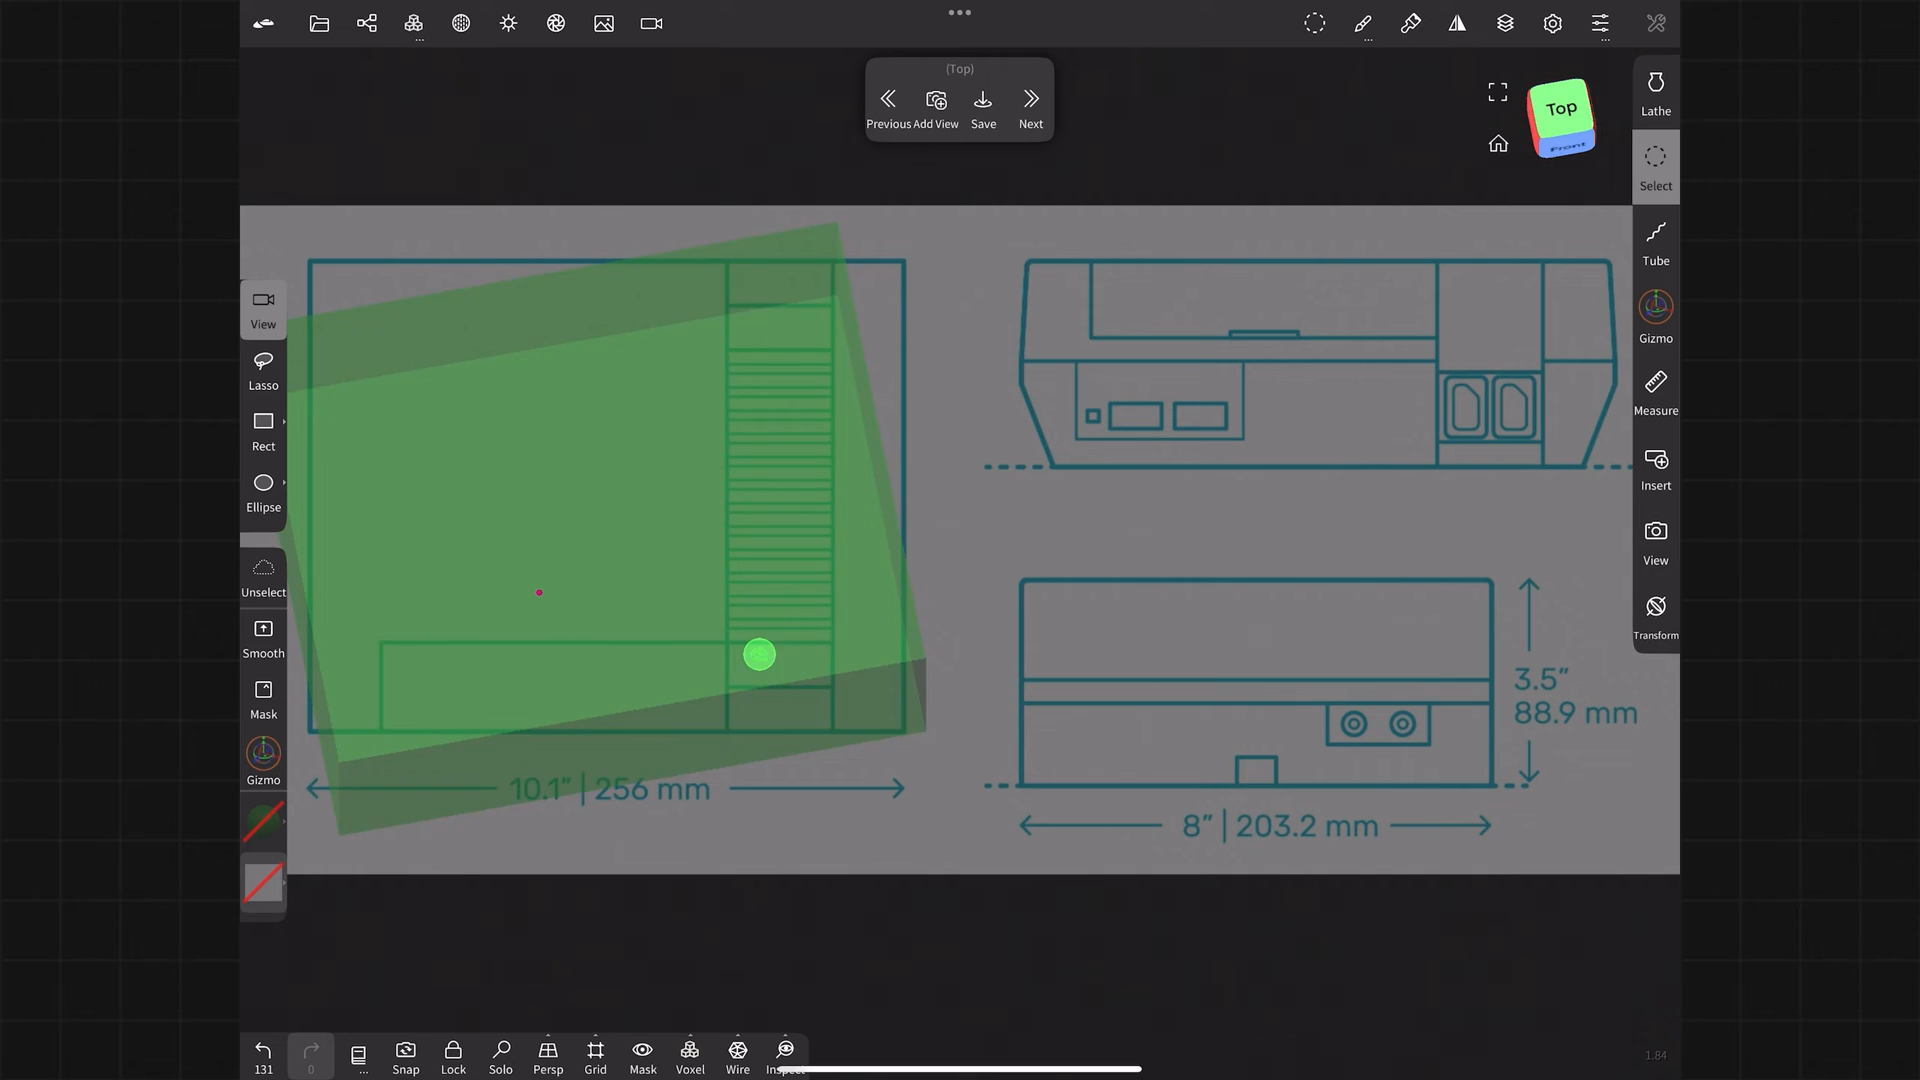 (Top)
Previous Add View Save Next
Top
Front
Lathe
Select
Tube
Gizmo
Measure
Insert
View
Transform
View
Lasso
Rect
Ellipse
Unselect
Smooth
Mask
Gizmo
3.5"
88.9 mm
10.1" | 256 mm
8" | 203.2 mm
131
0
...
Snap
Lock
Solo
Persp
Grid
Mask
Voxel
Wire
Inspect
1.84